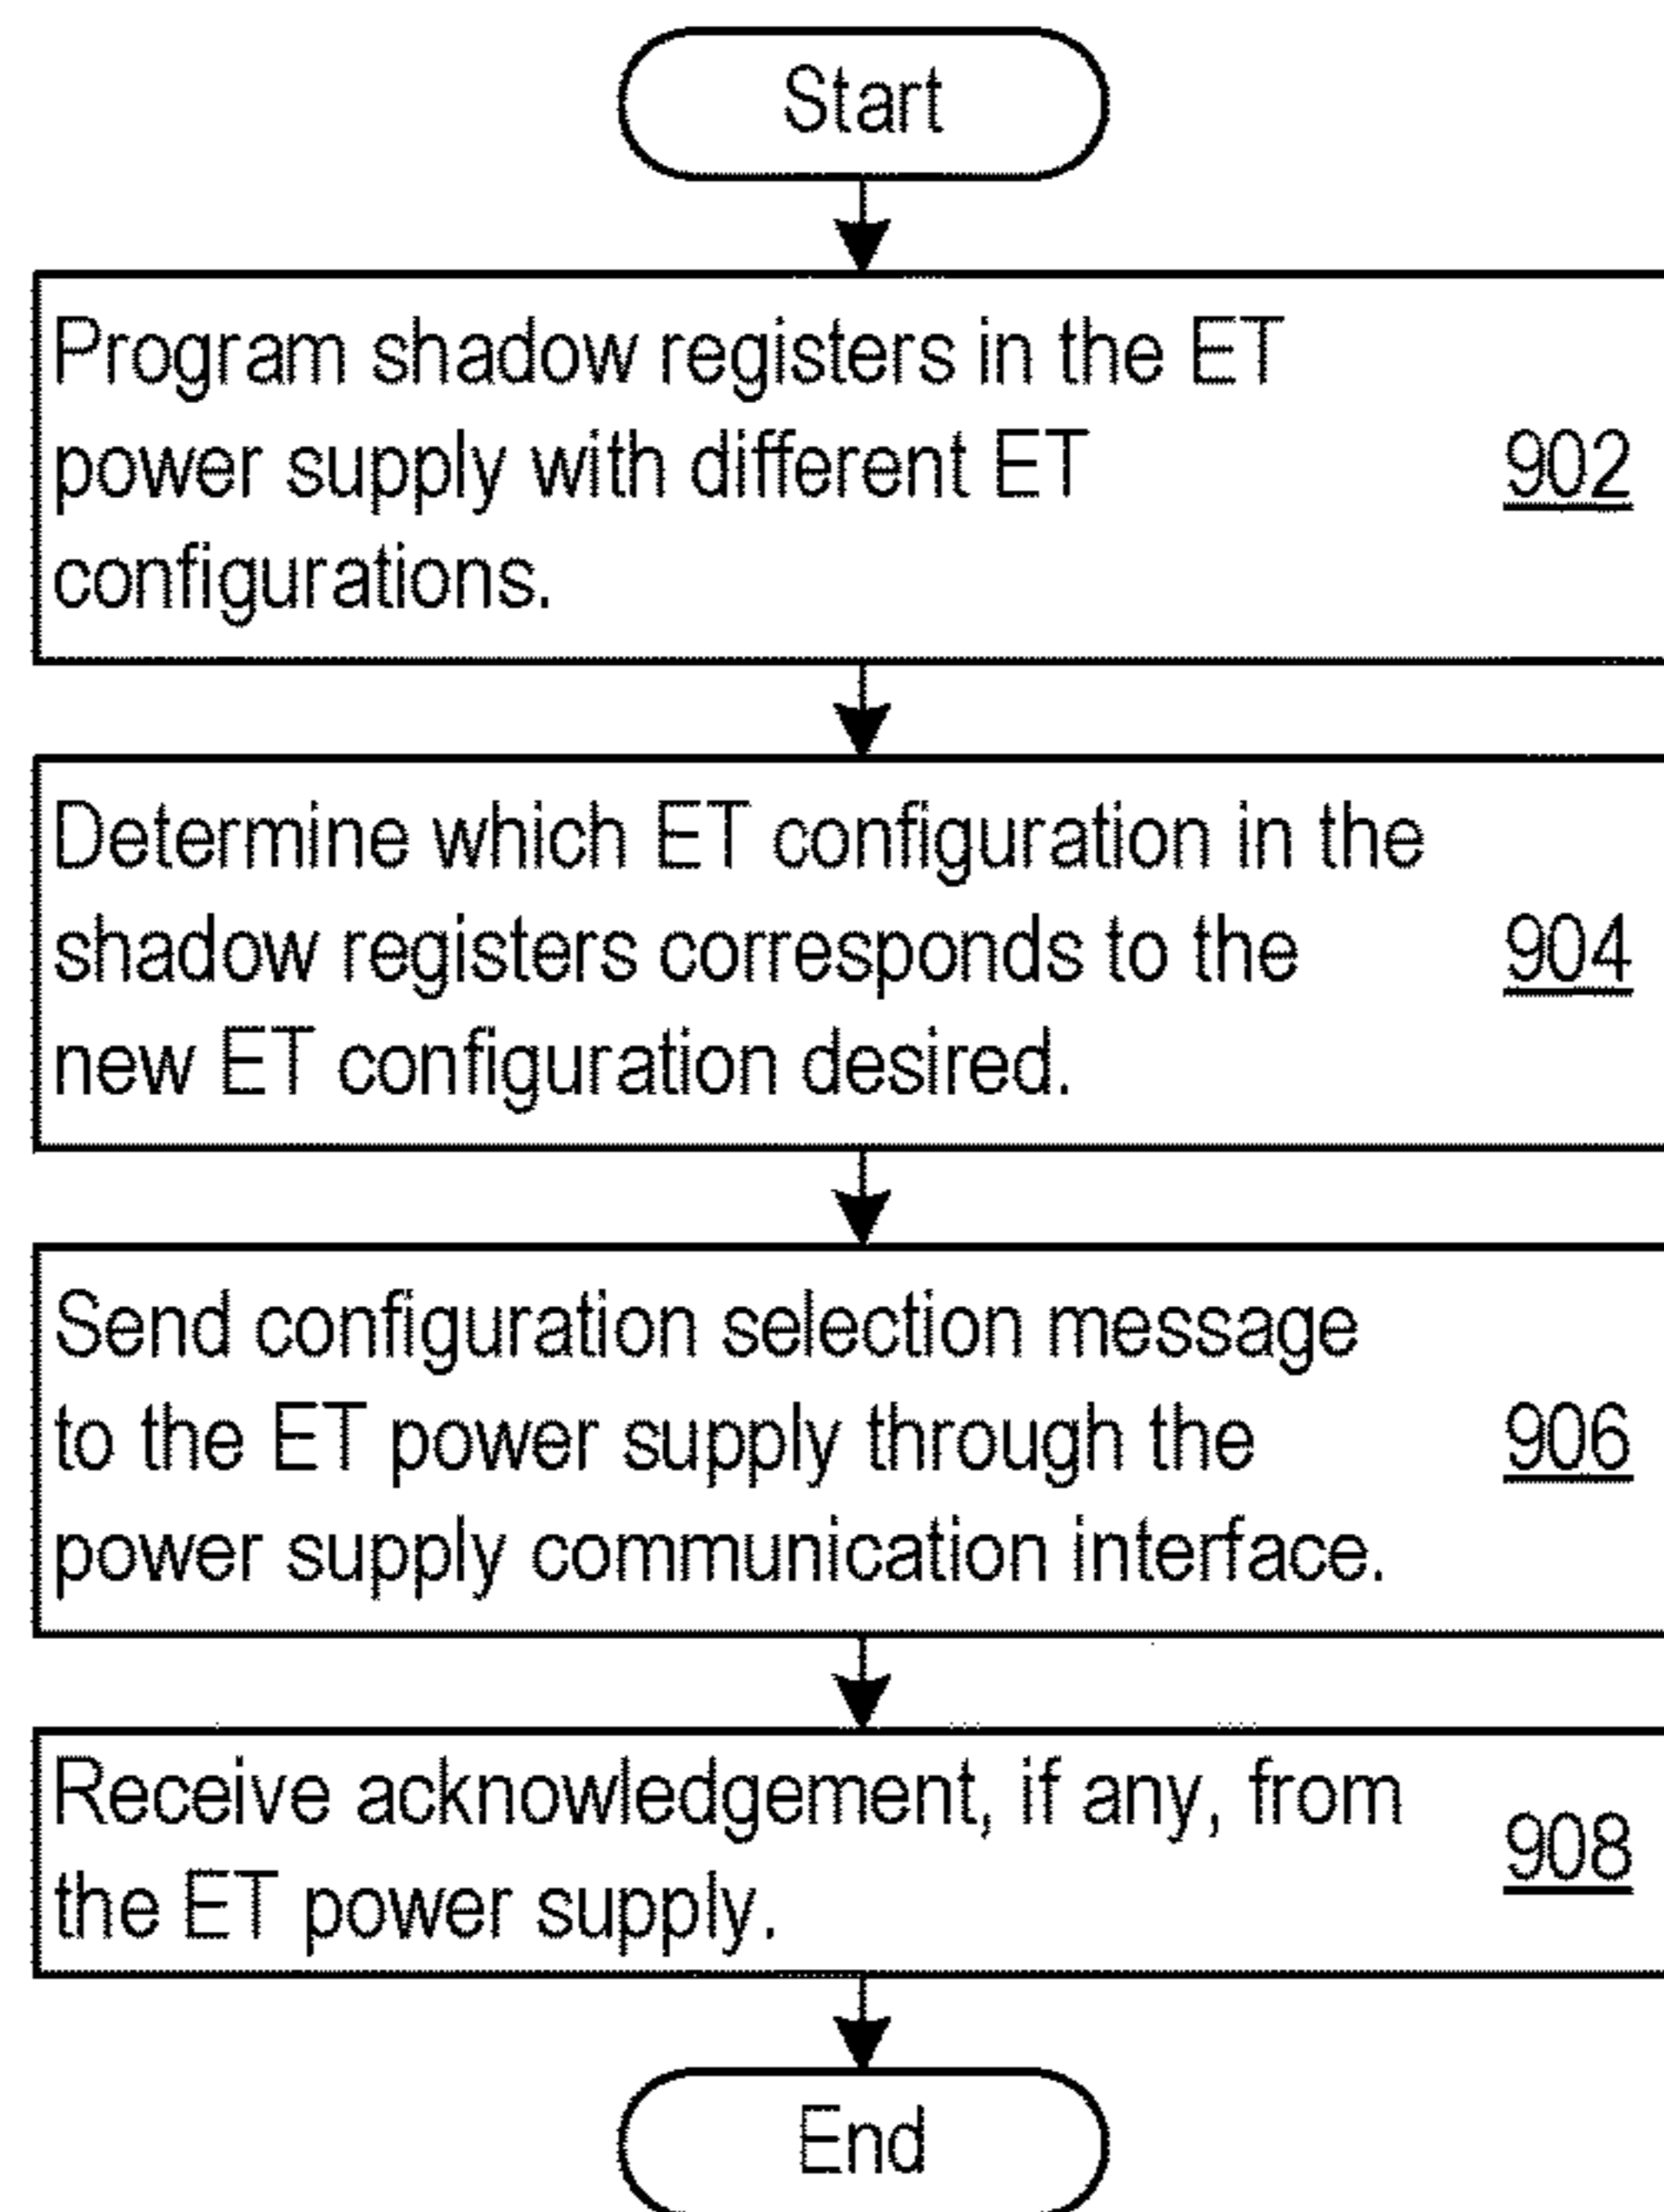 Start
Program shadow registers in the ET
power supply with different ET
902
configurations.
Determine which ET configuration in the
shadow registers corresponds to the
904
new ET configuration desired.
Send configuration selection message
to the ET power supply through the
906
power supply communication interface.
Receive acknowledgement, if any, from
908
the ET power supply.
End